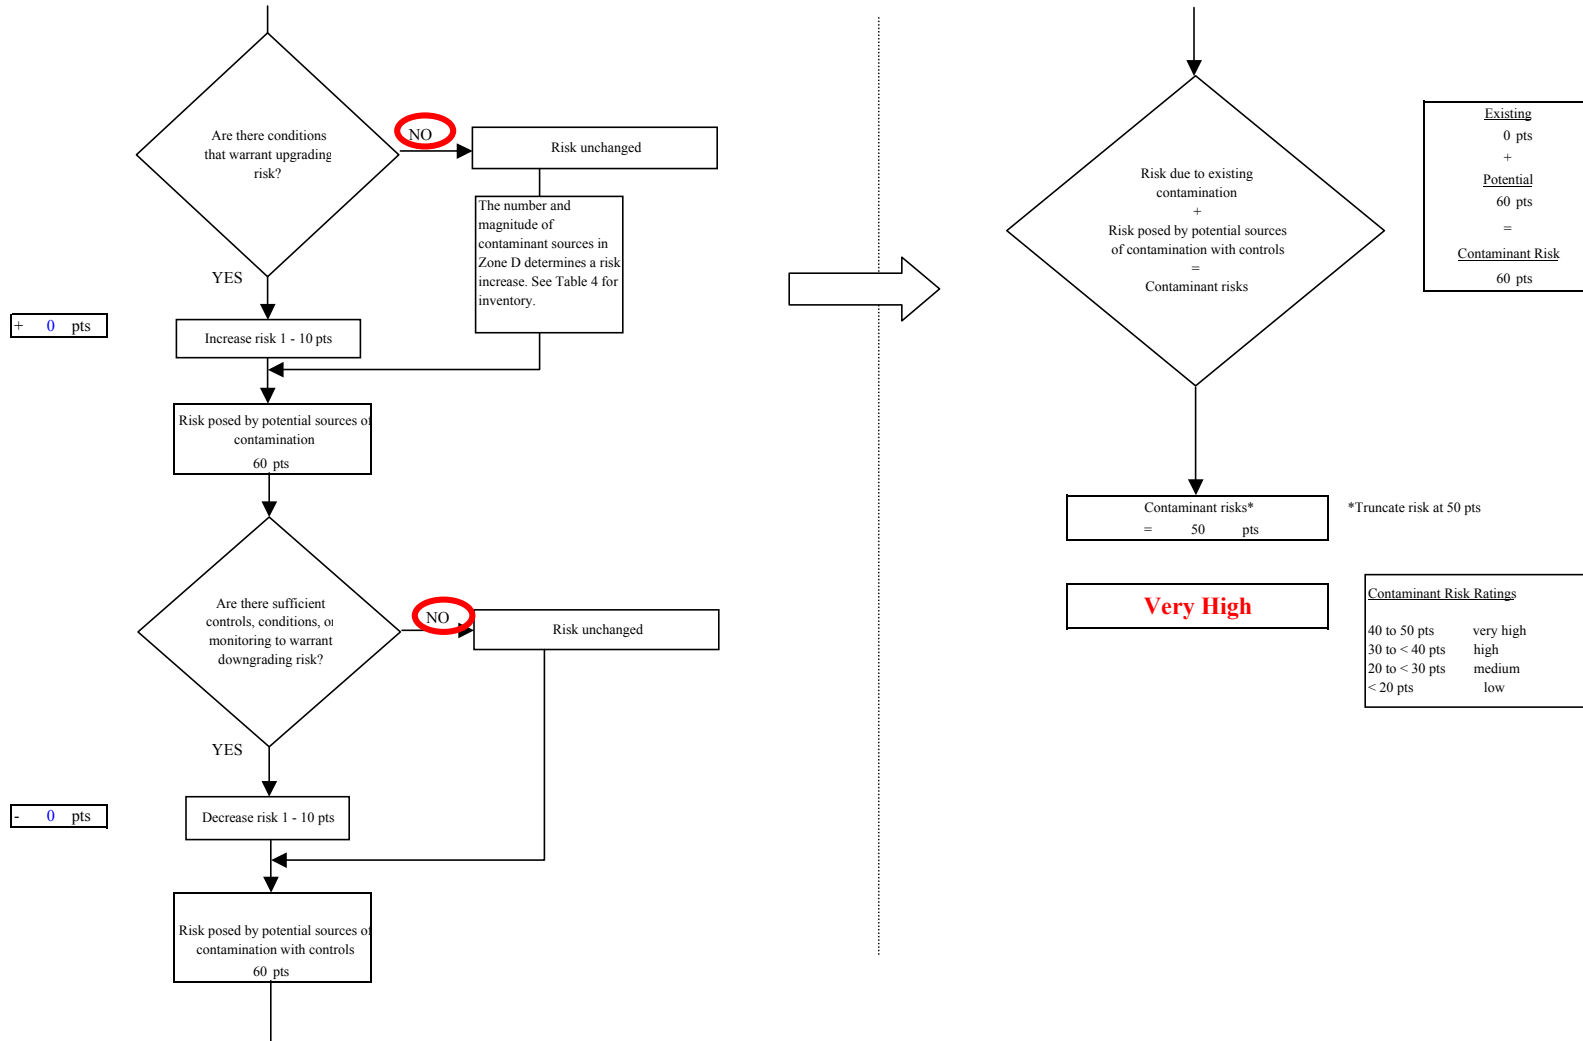 Are there conditions
that warrant upgrading
risk?
NO
Risk unchanged
The number and
magnitude of
contaminant sources in
Zone D determines a risk
increase. See Table 4 for
inventory.
YES
+ 0 pts
Increase risk 1 - 10 pts
Risk posed by potential sources of
contamination
60 pts
Are there sufficient
controls, conditions, or
monitoring to warrant
downgrading risk?
NO
Risk unchanged
YES
- 0 pts
Decrease risk 1 - 10 pts
Risk posed by potential sources of
contamination with controls
60 pts
Risk due to existing
contamination
+
Risk posed by potential sources
of contamination with controls
=
Contaminant risks
Existing
0 pts
+
Potential
60 pts
=
Contaminant Risk
60 pts
Contaminant risks*
= 50 pts
*Truncate risk at 50 pts
Very High
Contaminant Risk Ratings
40 to 50 pts very high
30 to < 40 pts high
20 to < 30 pts medium
< 20 pts low